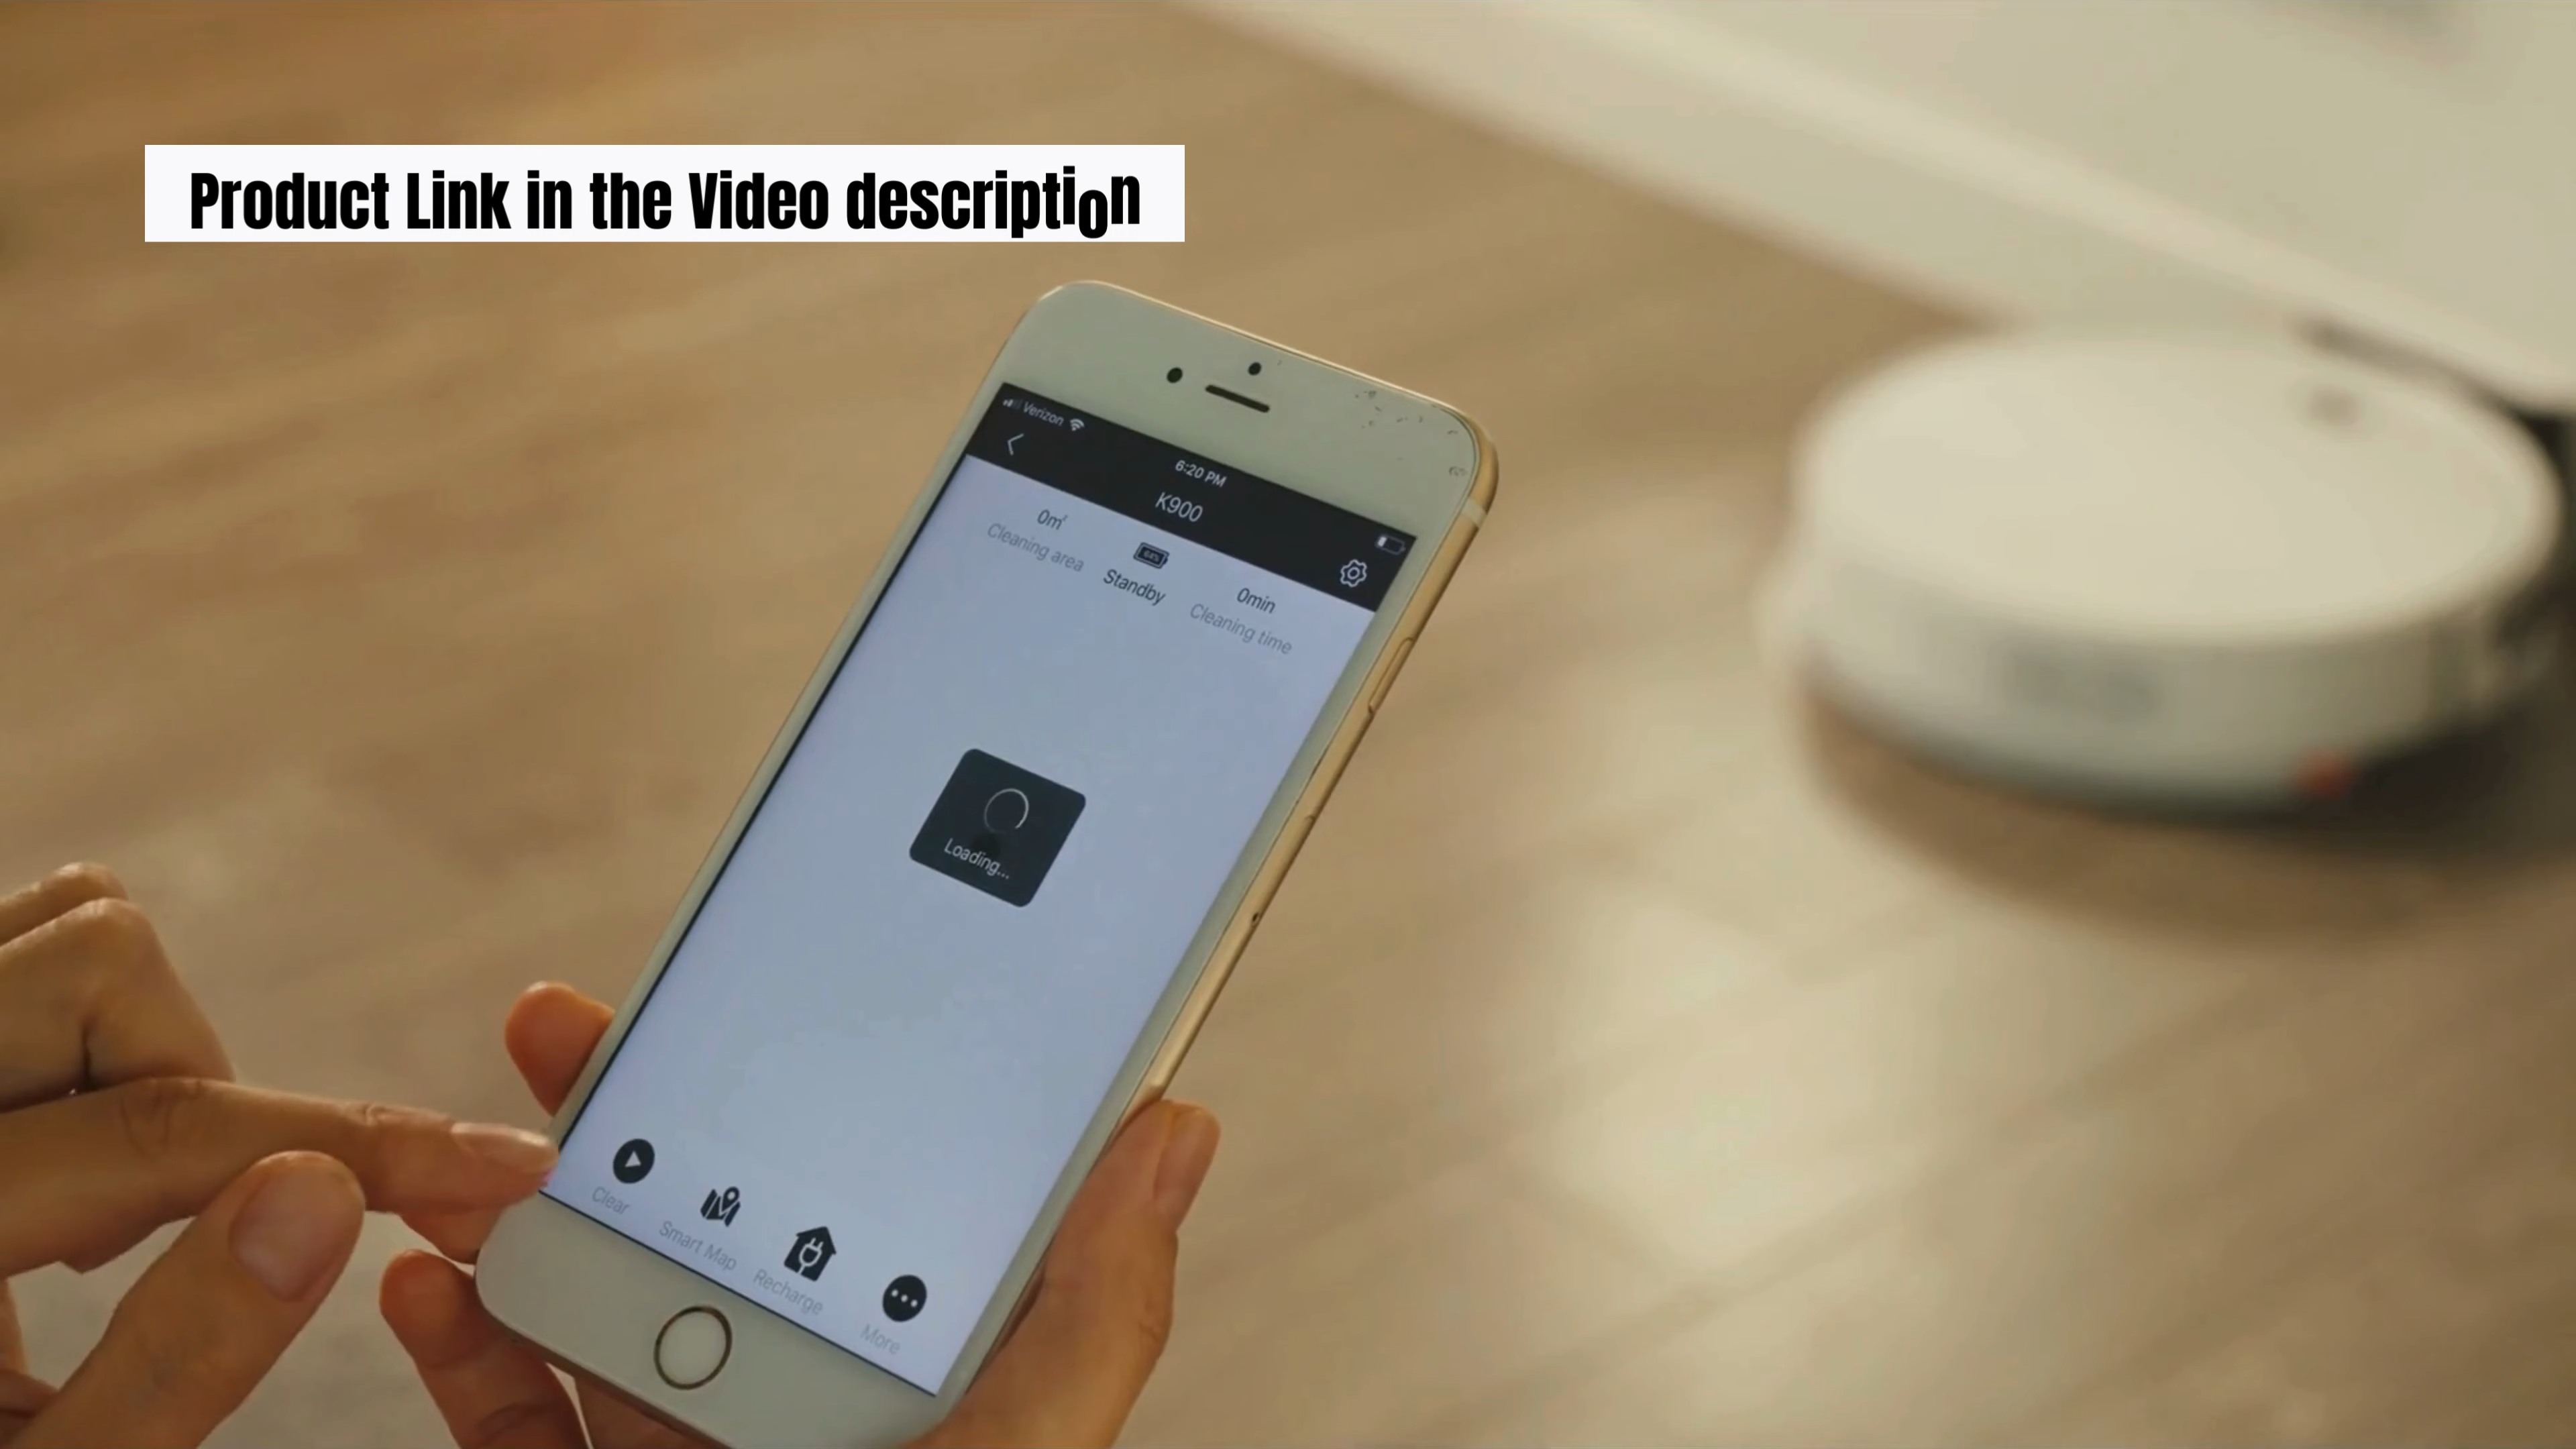 Product Link in the Video description
Verizon
6:20 PM
K900
0㎡
Cleaning area
Standby
0min
Cleaning time
Loading...
Clear
Smart Map
Recharge
More